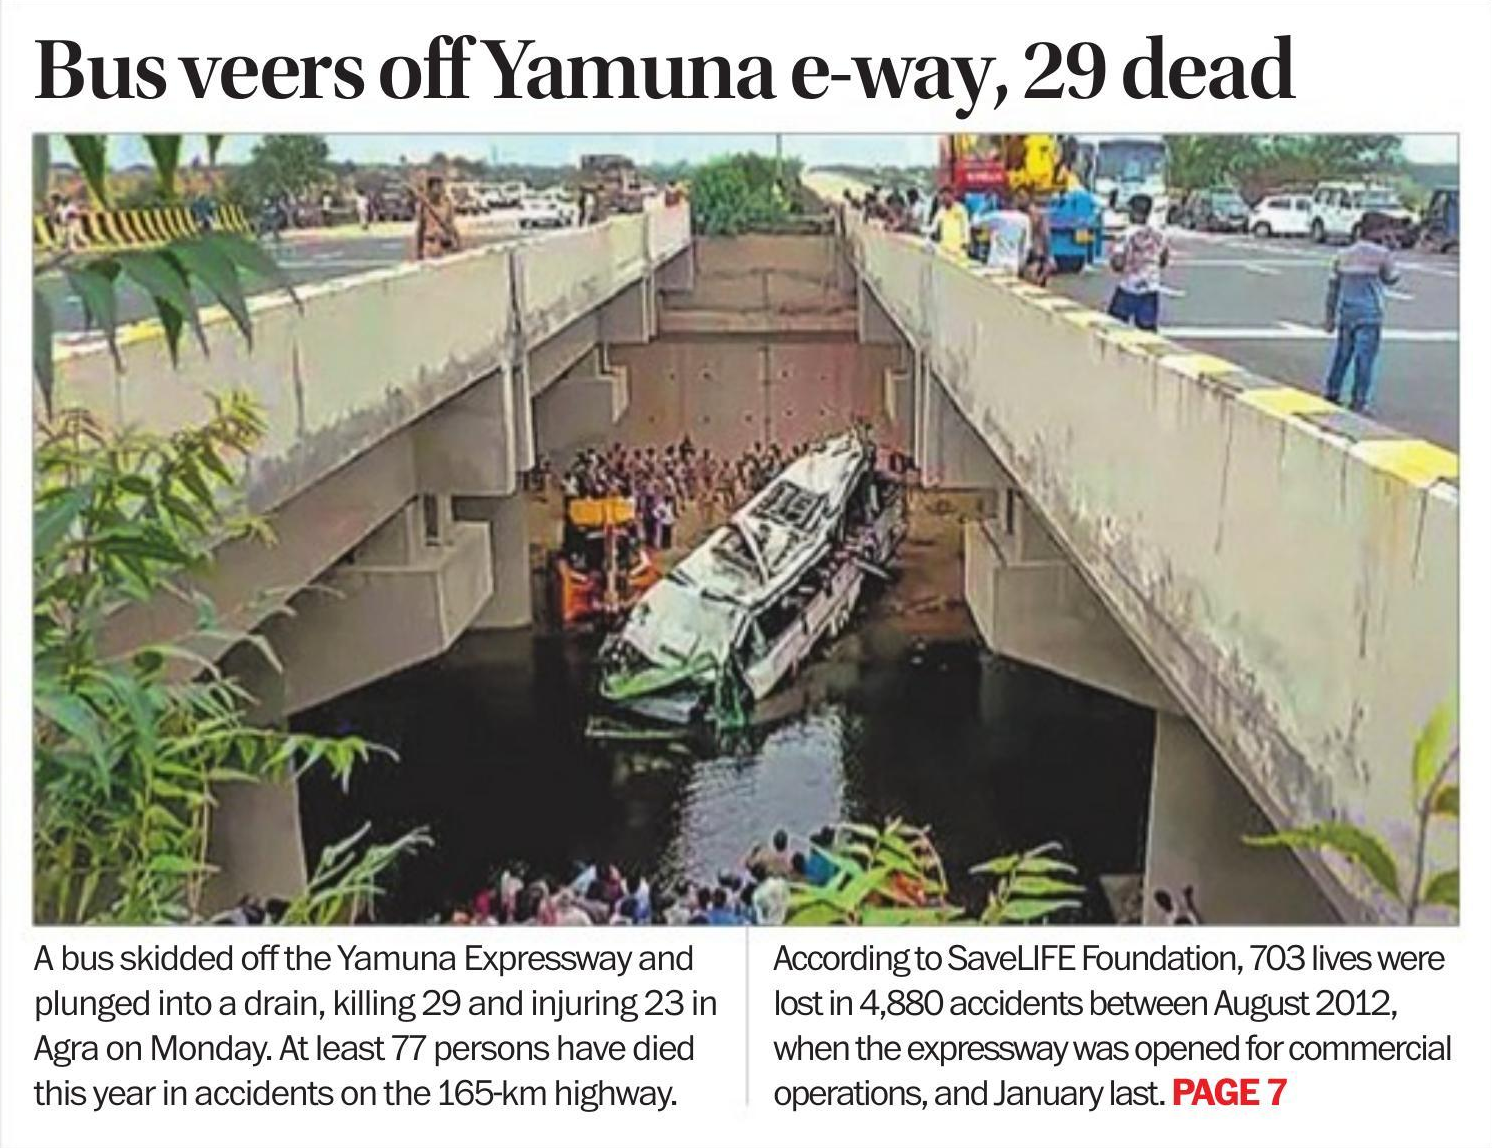 Bus veers off Yamuna e-way, 29 dead
A bus skidded off the Yamuna Expressway and
plunged into a drain, killing 29 and injuring 23 in
Agra on Monday. At least 77 persons have died
this year in accidents on the 165-km highway.
According to SaveLIFE Foundation, 703 lives were
lost in 4,880 accidents between August 2012,
when the expressway was opened for commercial
operations, and January last. PAGE 7